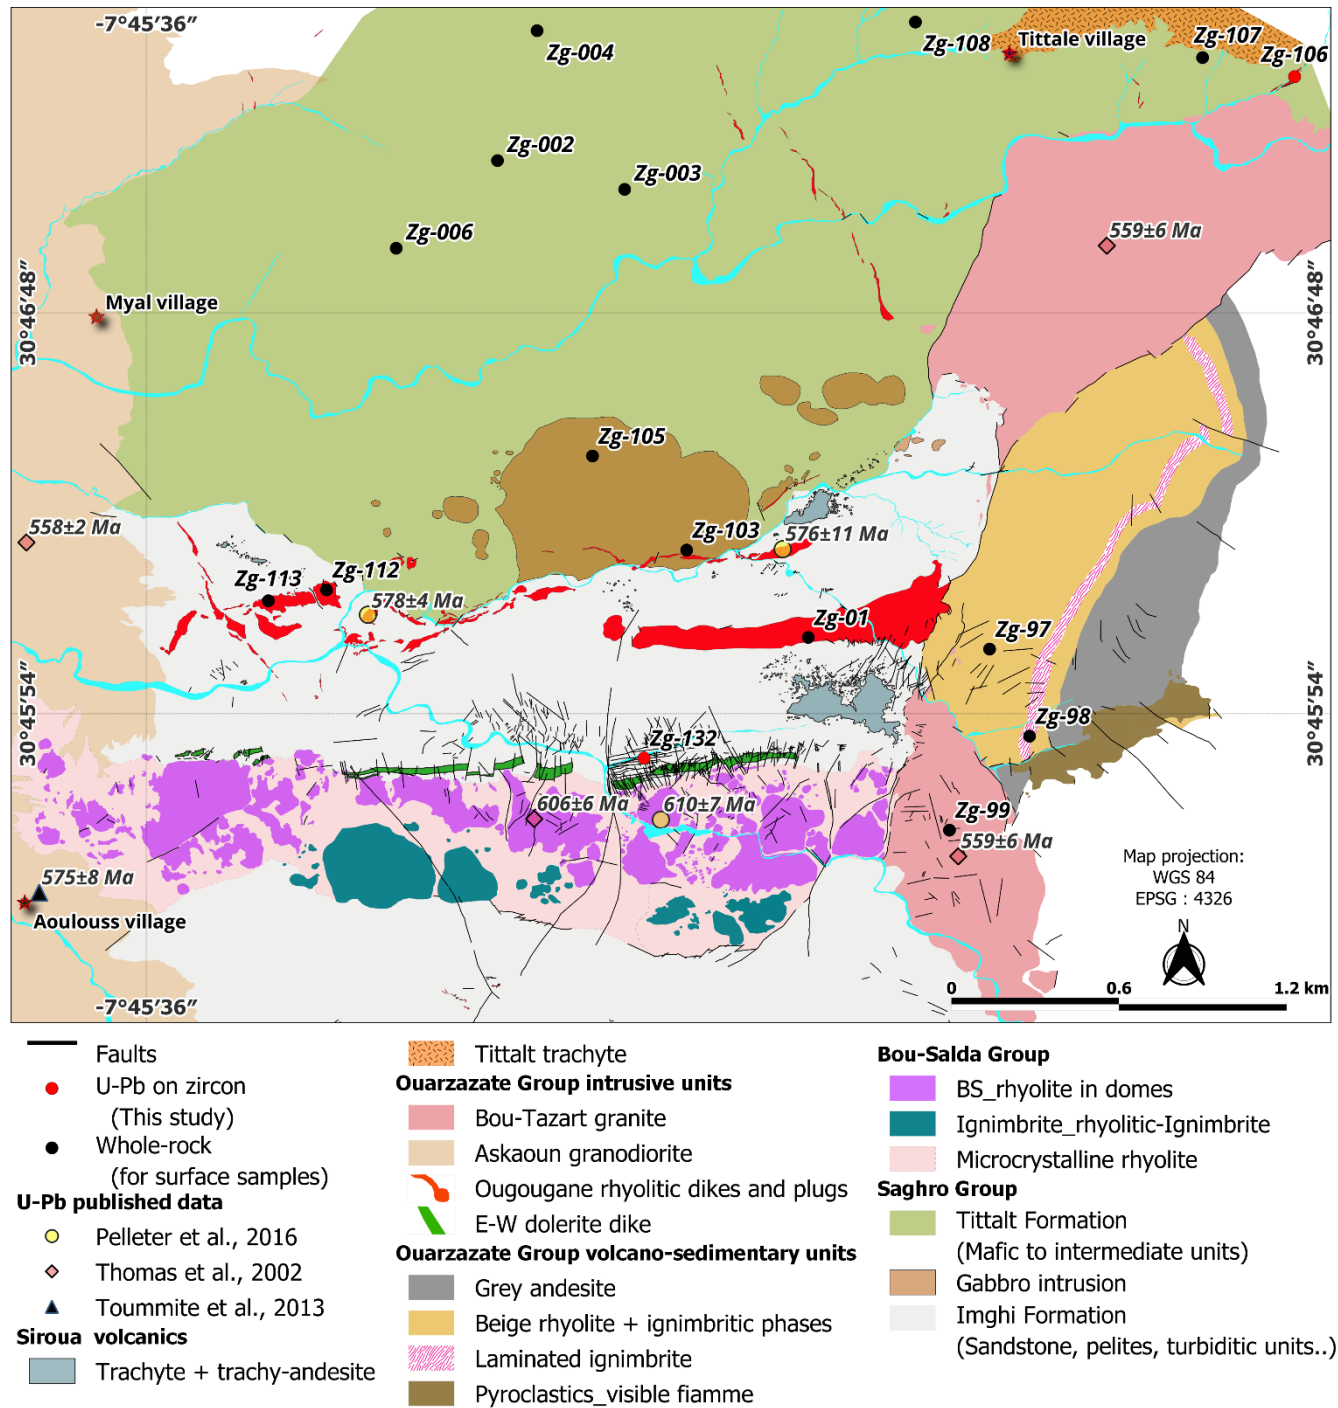 -7°45'36"
Zg-004
Zg-108
Tittale village
Zg-107
Zg-106
Zg-002
Zg-003
Zg-006
559±6 Ma
30°46'48"
Myal village
30°46'48"
Zg-105
558±2 Ma
Zg-103
576±11 Ma
Zg-113
Zg-112
578±4 Ma
Zg-01
Zg-97
30°45'54"
30°45'54"
Zg-98
Zg-132
606±6 Ma
610±7 Ma
Zg-99
559±6 Ma
575±8 Ma
Aoulouss village
Map projection:
WGS 84
EPSG : 4326
N
-7°45'36"
0 0.6 1.2 km
Faults
U-Pb on zircon
(This study)
Whole-rock
(for surface samples)
U-Pb published data
Pelleter et al., 2016
Thomas et al., 2002
Toummite et al., 2013
Siroua volcanics
Trachyte + trachy-andesite
Tittalt trachyte
Ouarzazate Group intrusive units
Bou-Tazart granite
Askaoun granodiorite
Ougougane rhyolitic dikes and plugs
E-W dolerite dike
Ouarzazate Group volcano-sedimentary units
Grey andesite
Beige rhyolite + ignimbritic phases
Laminated ignimbrite
Pyroclastics_visible fiamme
Bou-Salda Group
BS_rhyolite in domes
Ignimbrite_rhyolitic-Ignimbrite
Microcrystalline rhyolite
Saghro Group
Tittalt Formation
(Mafic to intermediate units)
Gabbro intrusion
Imghi Formation
(Sandstone, pelites, turbiditic units..)